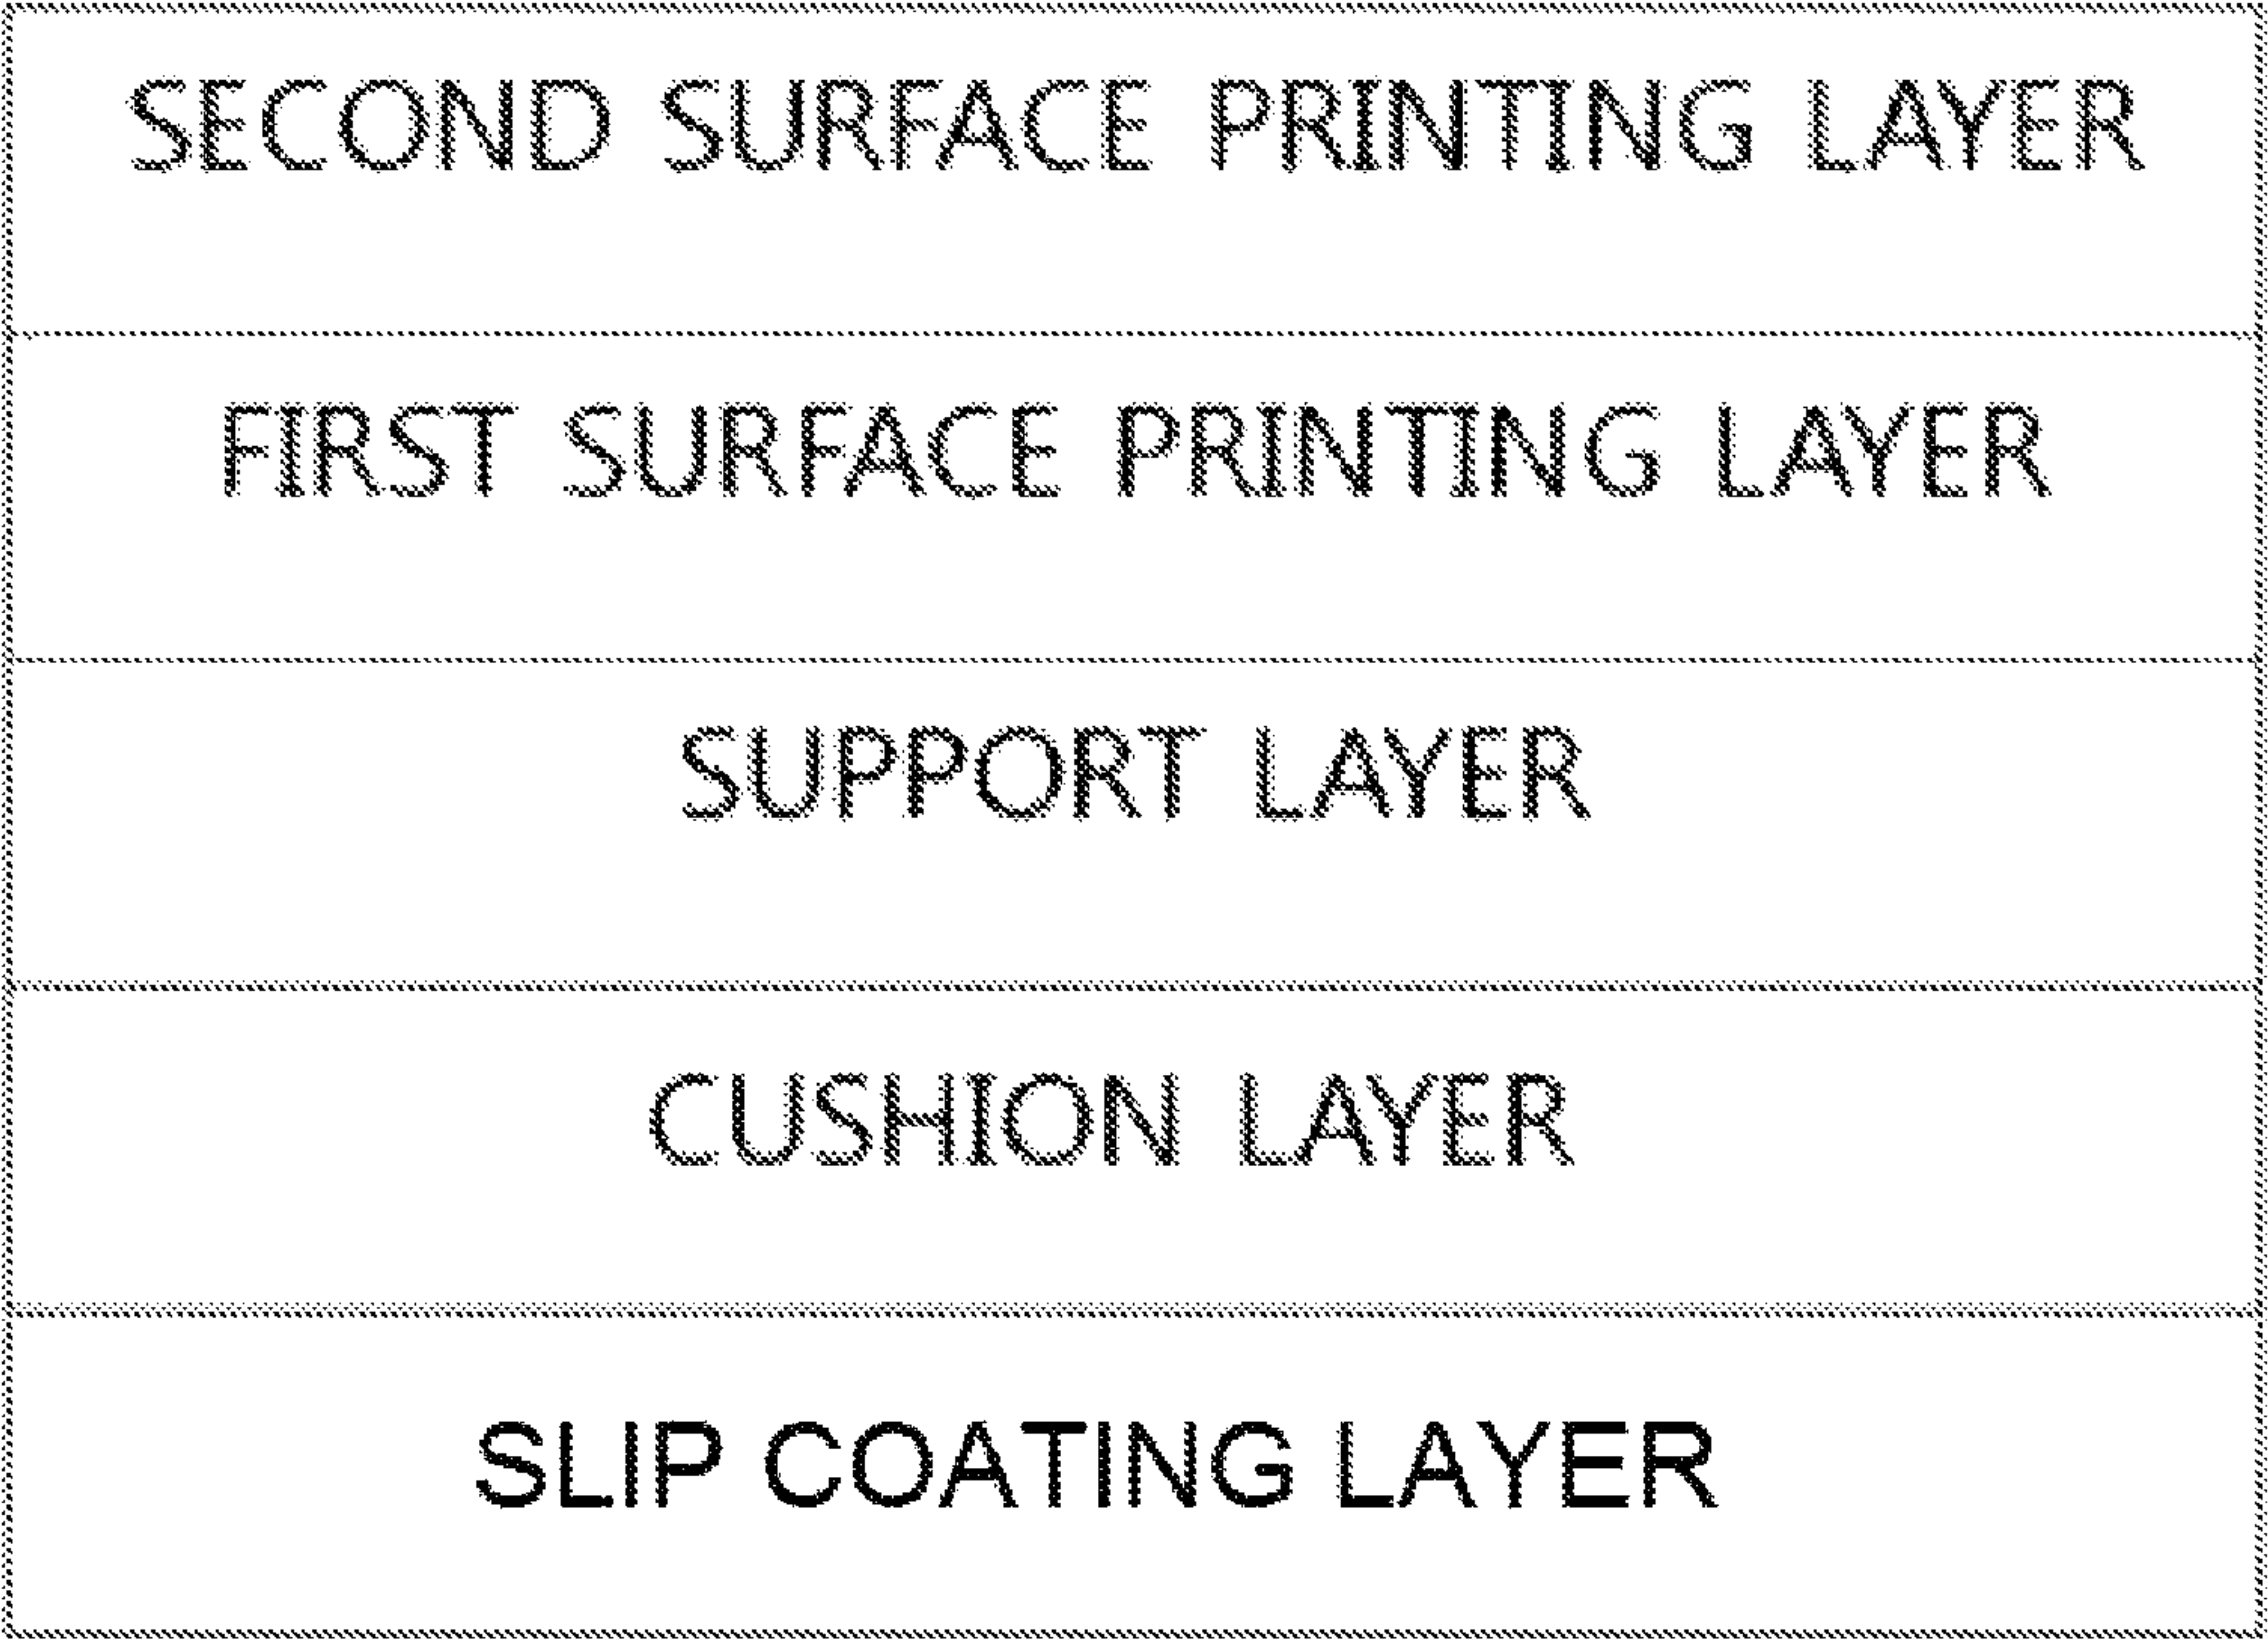 SECOND SURFACE PRINTING LAYER
FIRST SURFACE PRINTING LAYER
SUPPORT LAYER
CUSHION LAYER
SLIP COATING LAYER